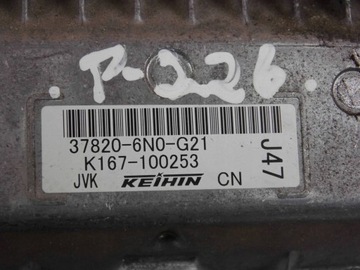 P-226
37820-6N0-G21
K167-100253
JVK KEIHIN CN
J47